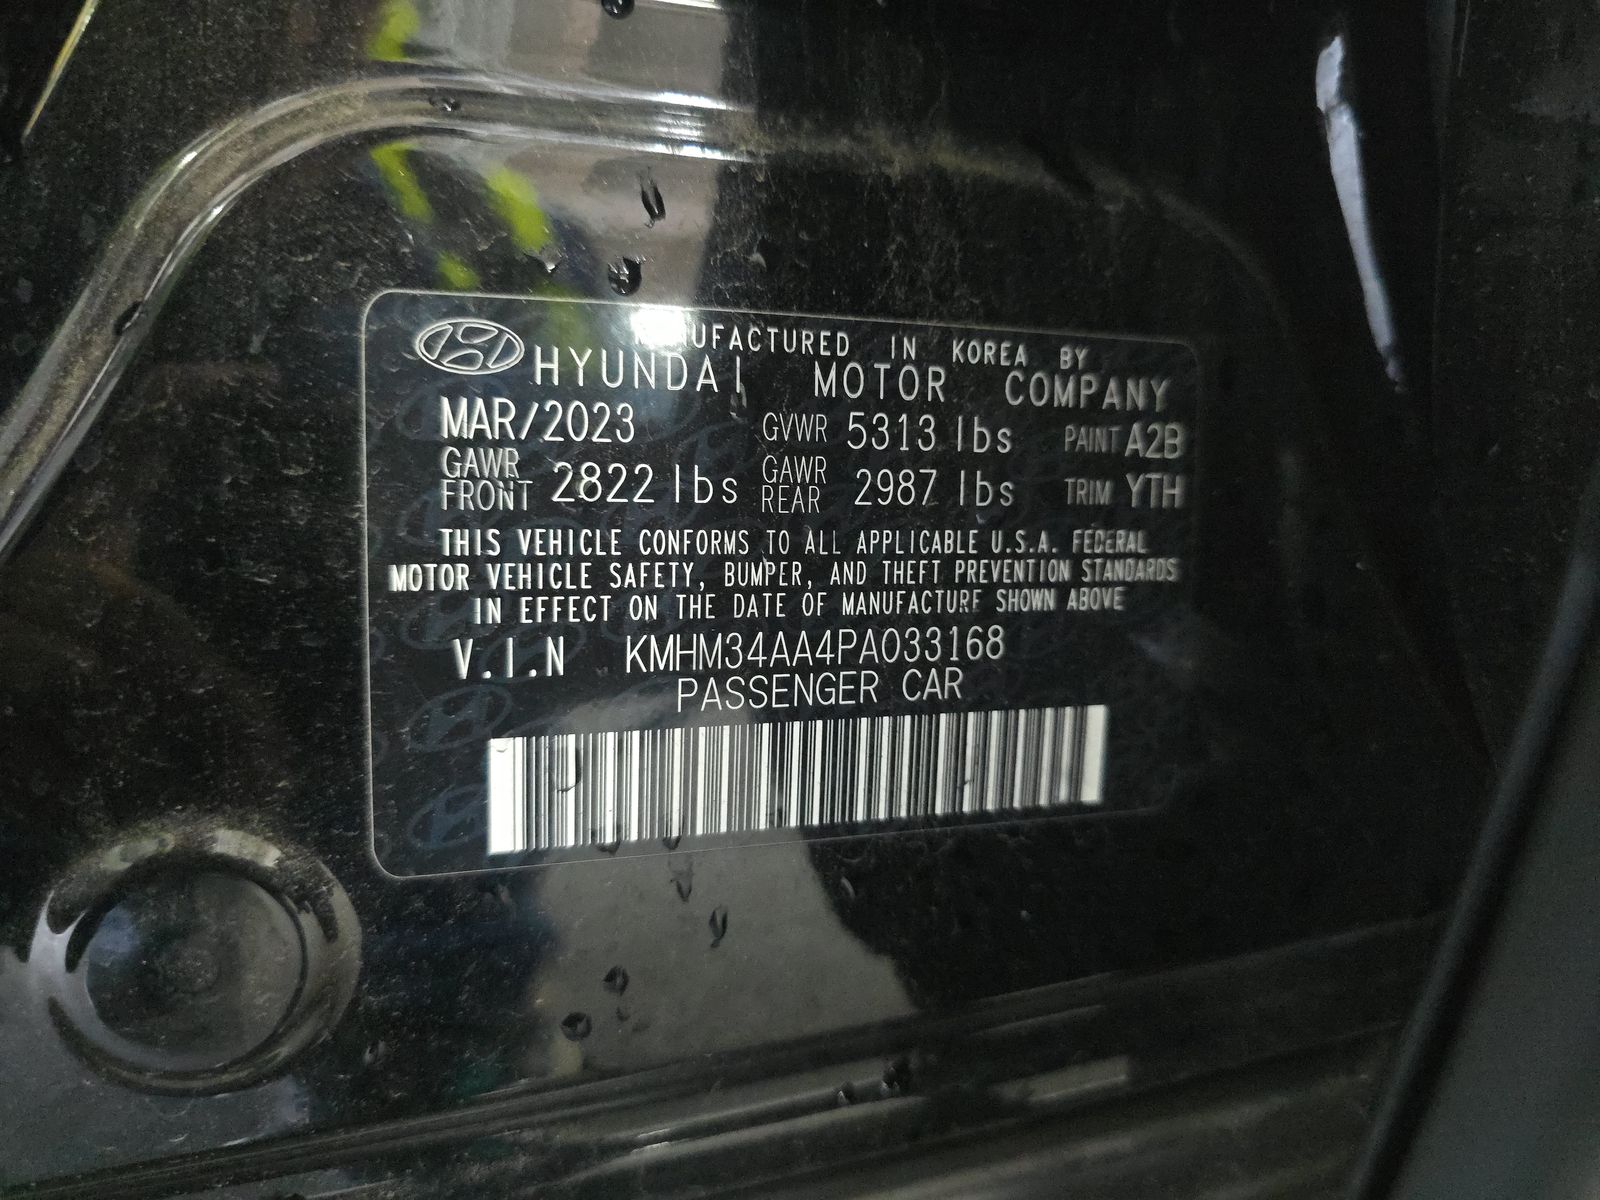 MANUFACTURED IN KOREA BY
HYUNDAI MOTOR COMPANY
MAR/2023 GVWR 5313 lbs PAINT A2B
GAWR FRONT 2822 lbs GAWR REAR 2987 lbs TRIM YTH
THIS VEHICLE CONFORMS TO ALL APPLICABLE U.S.A. FEDERAL
MOTOR VEHICLE SAFETY, BUMPER, AND THEFT PREVENTION STANDARDS
IN EFFECT ON THE DATE OF MANUFACTURE SHOWN ABOVE
V.I.N KMHM34AA4PA033168
PASSENGER CAR